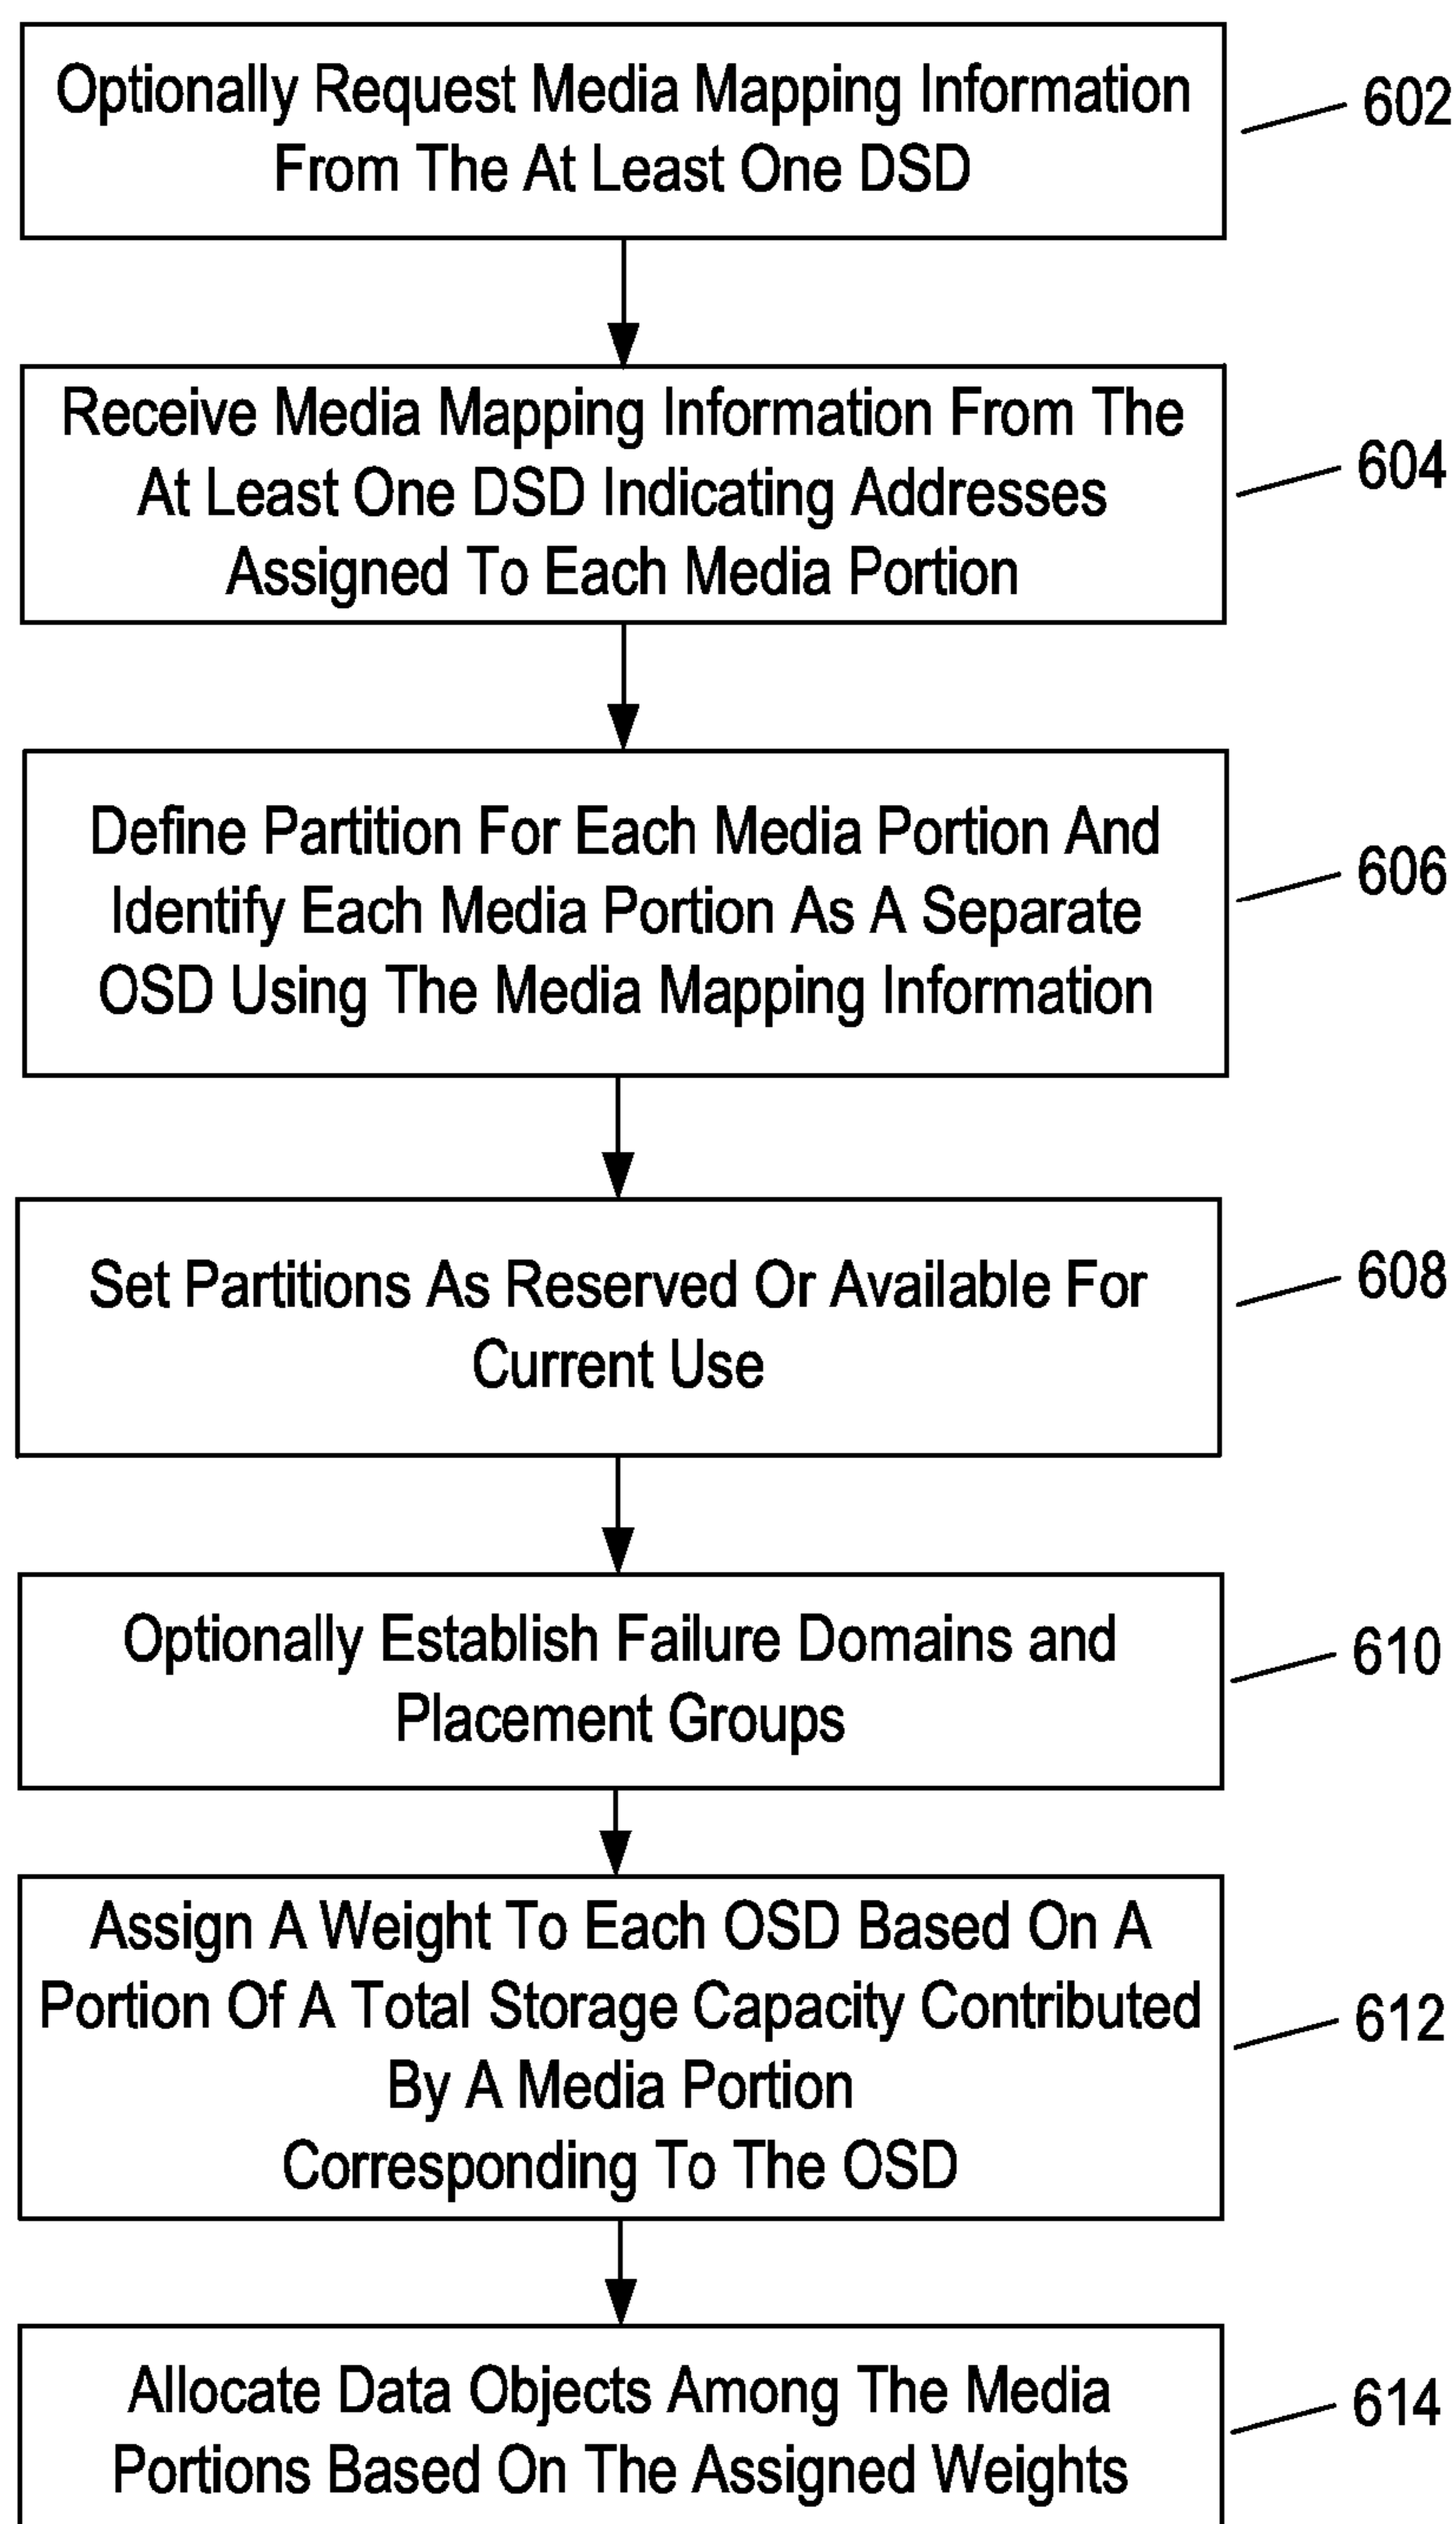 Optionally Request Media Mapping Information
From The At Least One DSD
602
Receive Media Mapping Information From The
At Least One DSD Indicating Addresses
Assigned To Each Media Portion
604
Define Partition For Each Media Portion And
Identify Each Media Portion As A Separate
OSD Using The Media Mapping Information
606
Set Partitions As Reserved Or Available For
Current Use
608
Optionally Establish Failure Domains and
Placement Groups
610
Assign A Weight To Each OSD Based On A
Portion Of A Total Storage Capacity Contributed
By A Media Portion
Corresponding To The OSD
612
Allocate Data Objects Among The Media
Portions Based On The Assigned Weights
614